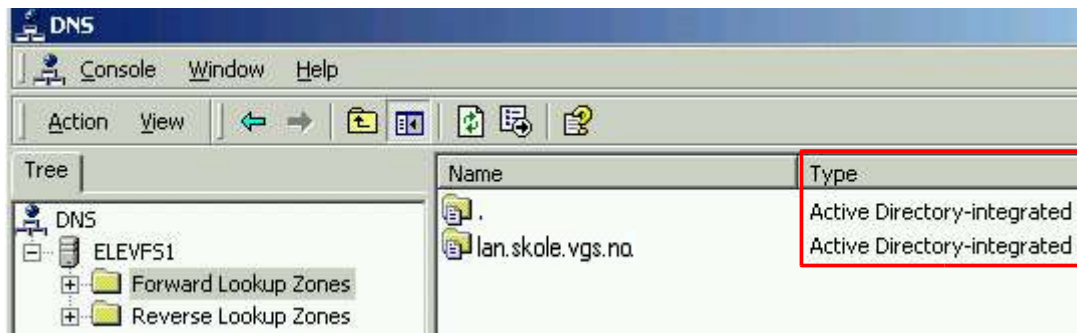 DNS
Console Window Help
Action View
Tree
DNS
ELEVFS1
Forward Lookup Zones
Reverse Lookup Zones
Name Type
. Active Directory-integrated
lan.skole.vgs.no. Active Directory-integrated